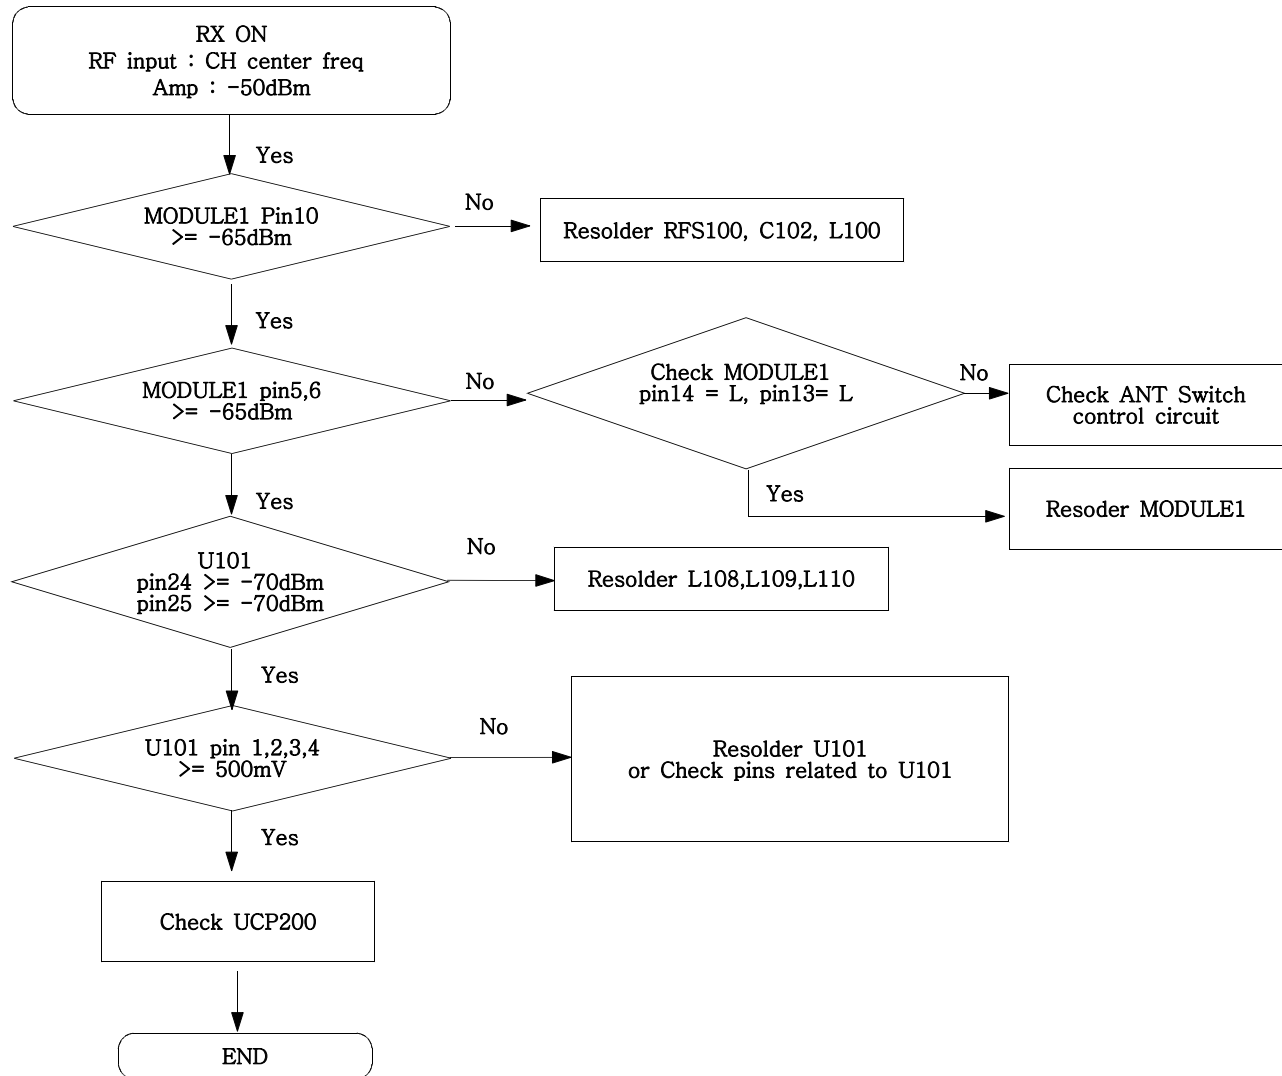 RX ON
RF input : CH center freq
Amp : -50dBm
Yes
MODULE1 Pin10
>= -65dBm
No
Resolder RFS100, C102, L100
Yes
MODULE1 pin5,6
>= -65dBm
No
Check MODULE1
pin14 = L, pin13= L
No
Check ANT Switch
control circuit
Yes
Resoder MODULE1
Yes
U101
pin24 >= -70dBm
pin25 >= -70dBm
No
Resolder L108,L109,L110
Yes
U101 pin 1,2,3,4
>= 500mV
No
Resolder U101
or Check pins related to U101
Yes
Check UCP200
END